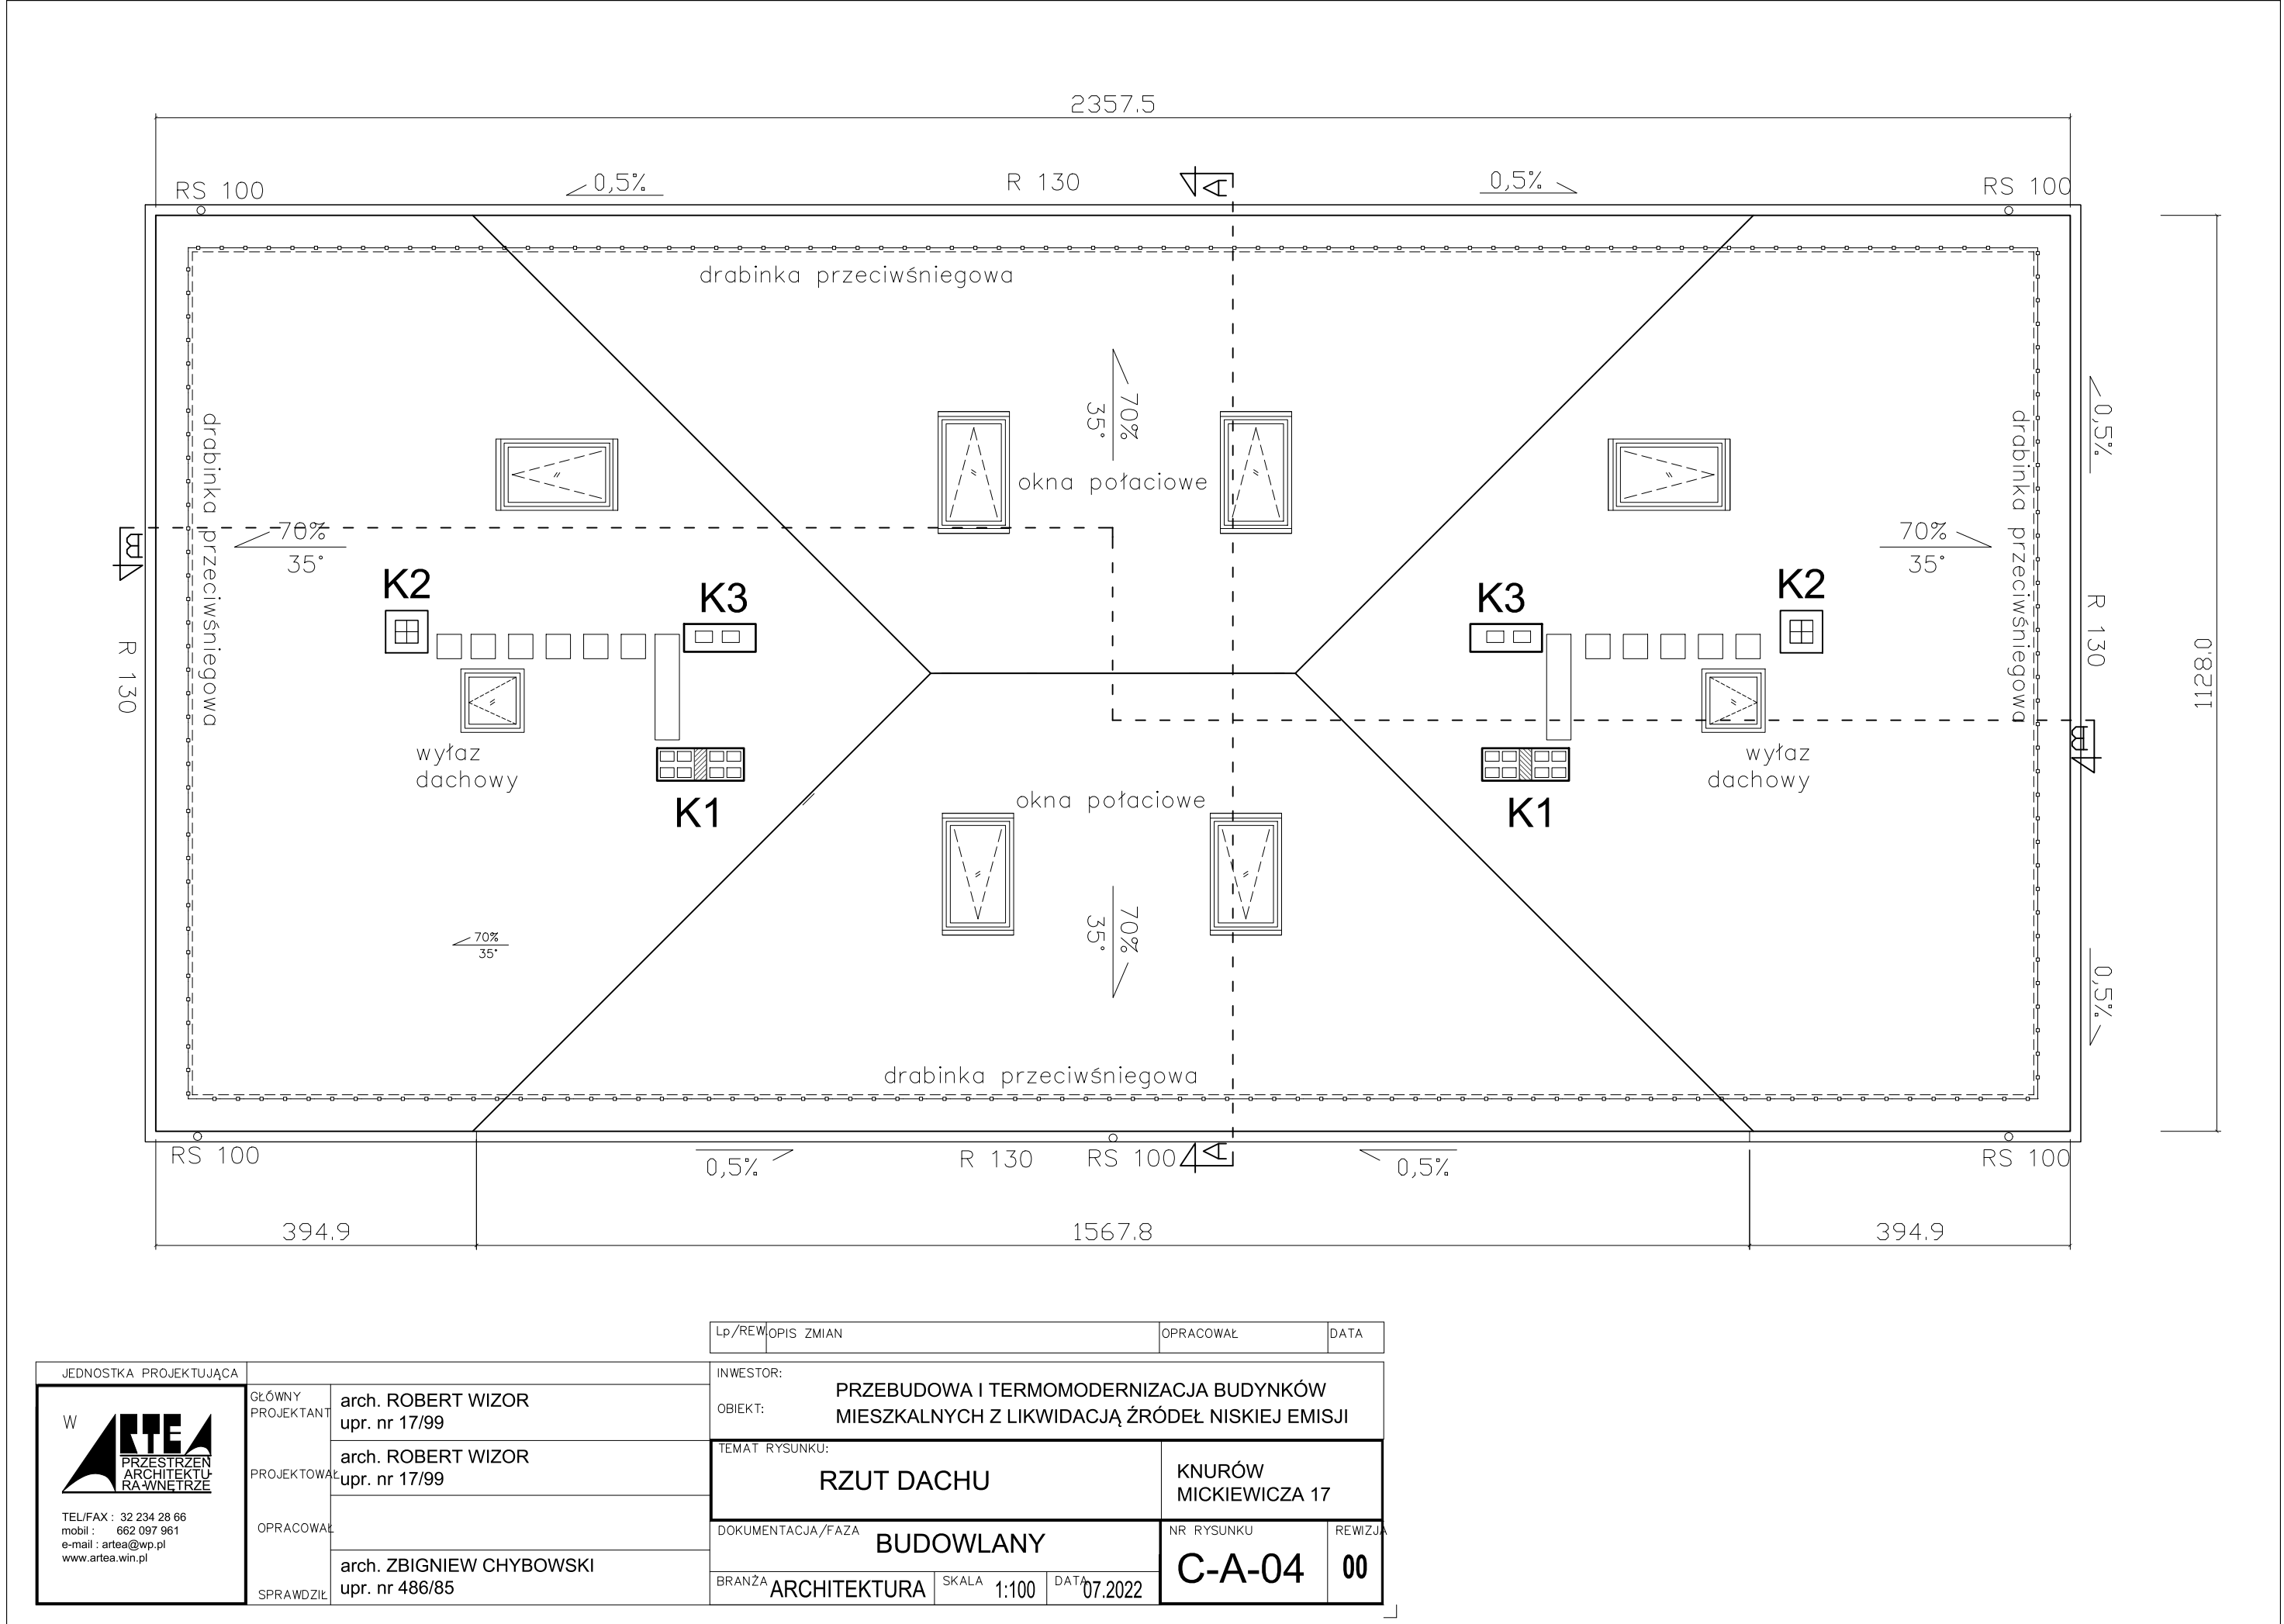 2357.5
RS 100
0,5%
R 130
A
0,5%
RS 100
drabinka przeciwśniegowa
70%
35°
0,5%
drabinka przeciwśniegowa
drabinka przeciwśniegowa
okna połaciowe
B
70%
35°
70%
35°
K2
K3
K3
K2
R 130
R 130
1128.0
B
wyłaz
dachowy
wyłaz
dachowy
K1
okna połaciowe
K1
70%
35°
70%
35°
0,5%
drabinka przeciwśniegowa
RS 100
0,5%
R 130
RS 100
A
0,5%
RS 100
394.9
1567.8
394.9
Lp/REW.
OPIS ZMIAN
OPRACOWAŁ
DATA
JEDNOSTKA PROJEKTUJĄCA
W
ARTEA
PRZESTRZEŃ
ARCHITEKTU-
RA-WNĘTRZE
TEL/FAX : 32 234 28 66
mobil : 662 097 961
e-mail : artea@wp.pl
www.artea.win.pl
GŁÓWNY
PROJEKTANT
arch. ROBERT WIZOR
upr. nr 17/99
PROJEKTOWAŁ
arch. ROBERT WIZOR
upr. nr 17/99
OPRACOWAŁ
SPRAWDZIŁ
arch. ZBIGNIEW CHYBOWSKI
upr. nr 486/85
INWESTOR:
OBIEKT:
PRZEBUDOWA I TERMOMODERNIZACJA BUDYNKÓW
MIESZKALNYCH Z LIKWIDACJĄ ŹRÓDEŁ NISKIEJ EMISJI
TEMAT RYSUNKU:
RZUT DACHU
KNURÓW
MICKIEWICZA 17
DOKUMENTACJA/FAZA
BUDOWLANY
NR RYSUNKU
C-A-04
REWIZJA
00
BRANŻA
ARCHITEKTURA
SKALA
1:100
DATA
07.2022